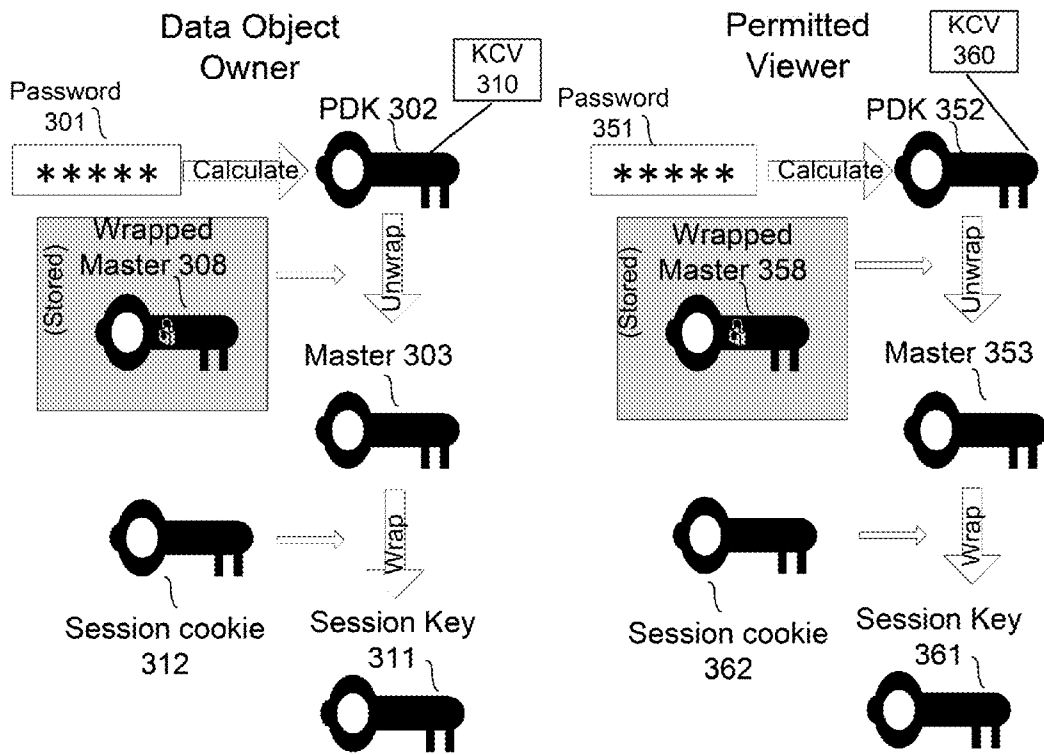 Data Object
Owner
KCV
310
Password
301
PDK 302
*****
Calculate
(Stored)
Wrapped
Master 308
Unwrap
Master 303
Wrap
Session cookie
312
Session Key
311
Permitted
Viewer
KCV
360
Password
351
PDK 352
*****
Calculate
(Stored)
Wrapped
Master 358
Unwrap
Master 353
Wrap
Session cookie
362
Session Key
361